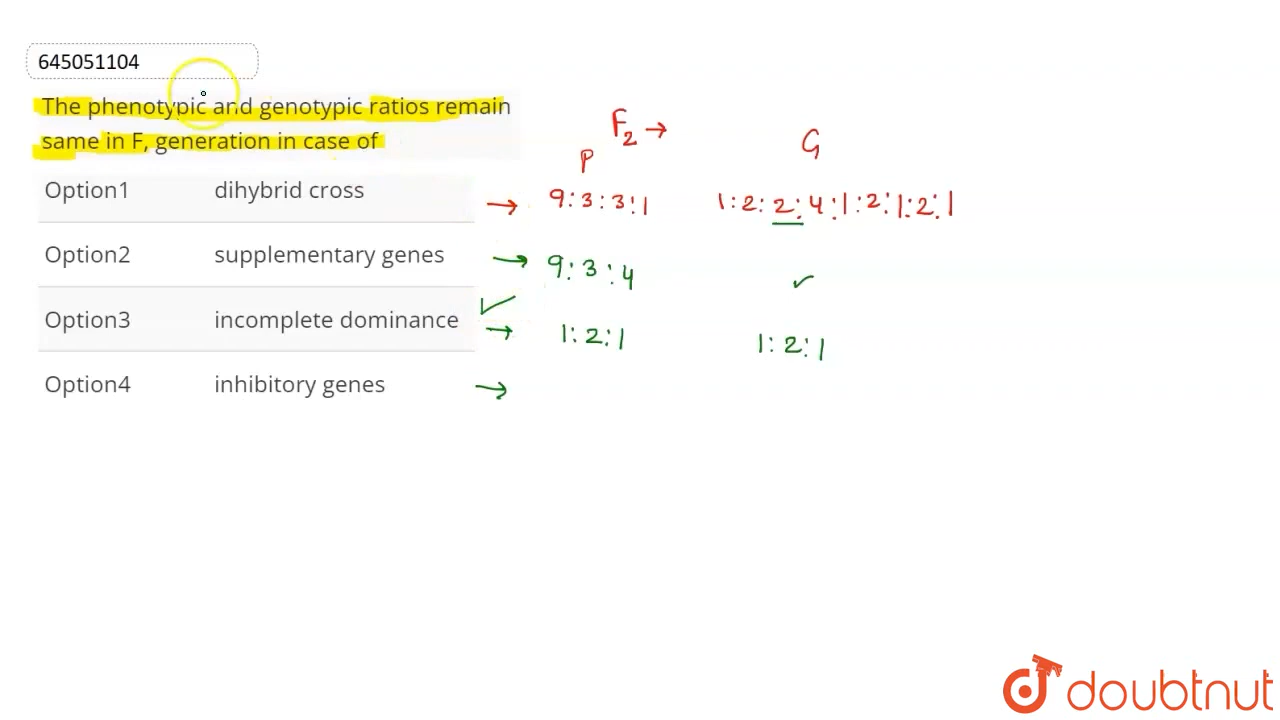 645051104
The phenotypic and genotypic ratios remain
same in F, generation in case of
F2 →
P G
Option1 dihybrid cross → 9:3:3:1 1:2:2:4:1:2:1:2:1
Option2 supplementary genes → 9:3:4 ✓
Option3 incomplete dominance ✓ → 1:2:1 1:2:1
Option4 inhibitory genes →
doubtnut